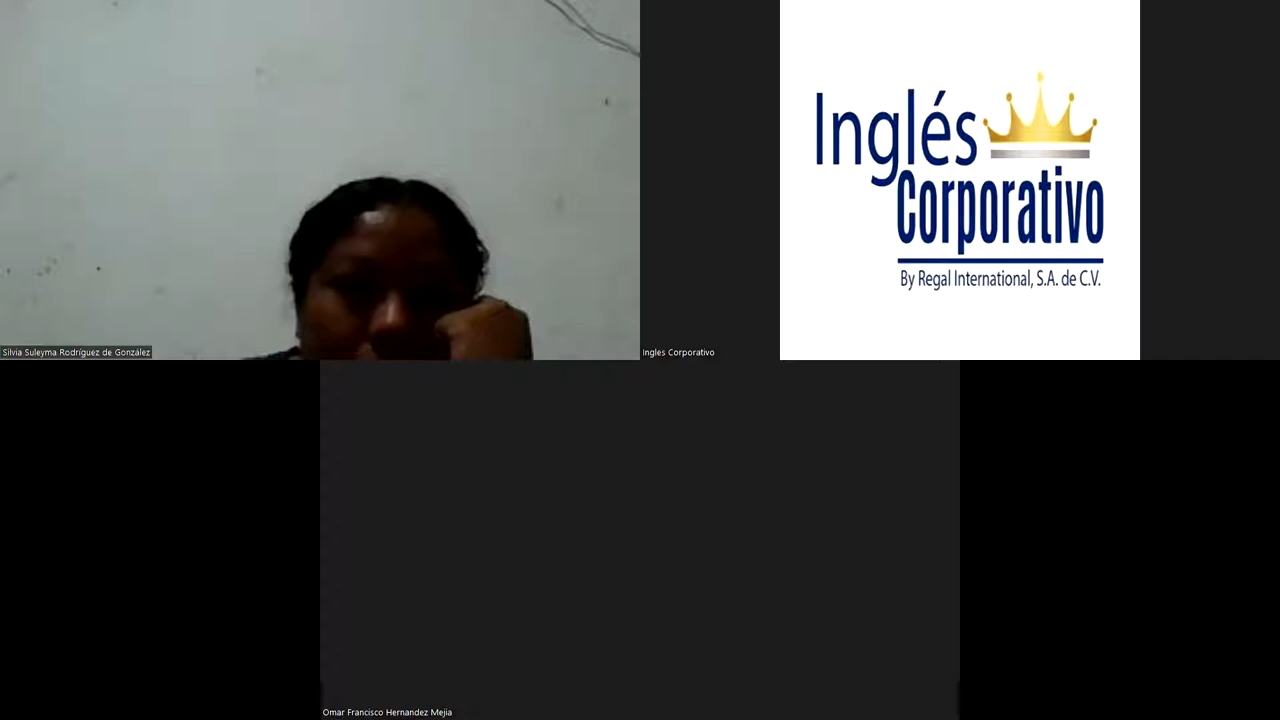 Inglés
Corporativo
By Regal International, S.A. de C.V.
Silvia Suleyma Rodríguez de González
Ingles Corporativo
Omar Francisco Hernandez Mejia